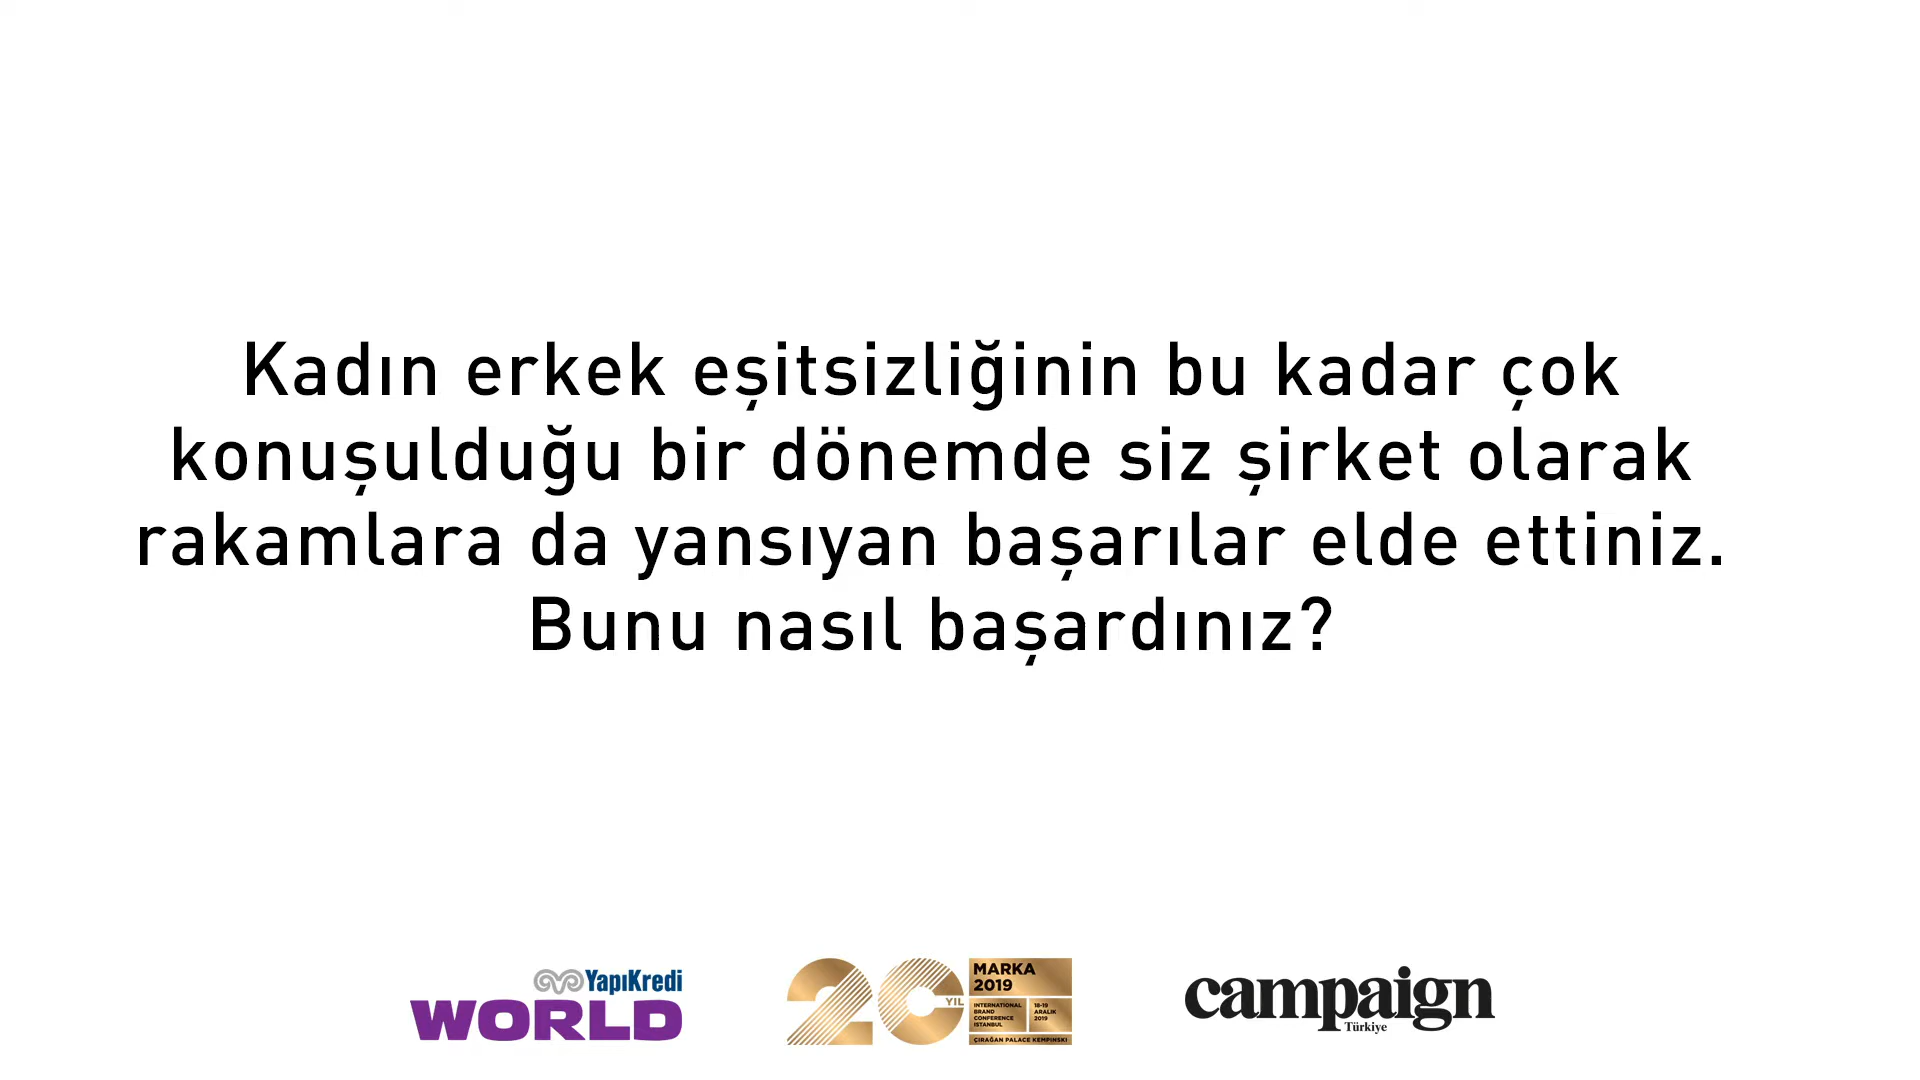 Kadın erkek eşitsizliğinin bu kadar çok
konuşulduğu bir dönemde siz şirket olarak
rakamlara da yansıyan başarılar elde ettiniz.
Bunu nasıl başardınız?
YapıKredi
WORLD
20 YIL
MARKA
2019
INTERNATIONAL
BRAND
CONFERENCE
ISTANBUL
18-19
ARALIK
2019
ÇIRAĞAN PALACE KEMPINSKI
campaign
Türkiye